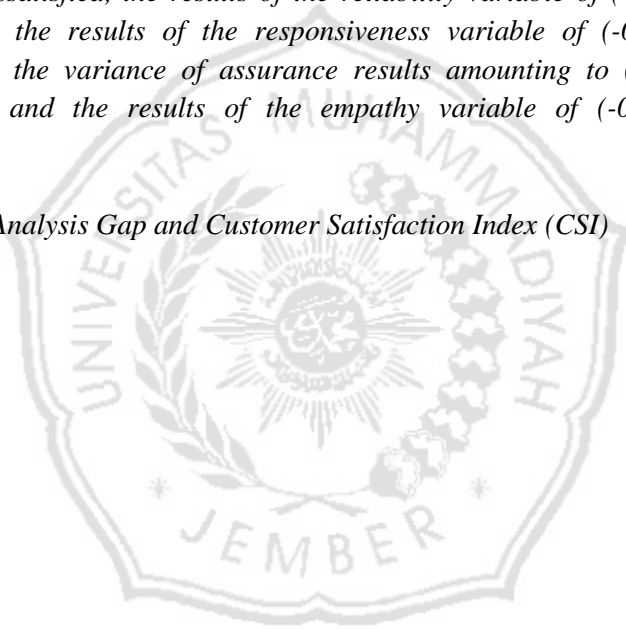 satisfied, the results of the reliability variable of (
the results of the responsiveness variable of (-0
the variance of assurance results amounting to (
and the results of the empathy variable of (-0
Analysis Gap and Customer Satisfaction Index (CSI)
UNIVERSITAS MUHAMMADIYAH
JEMBER